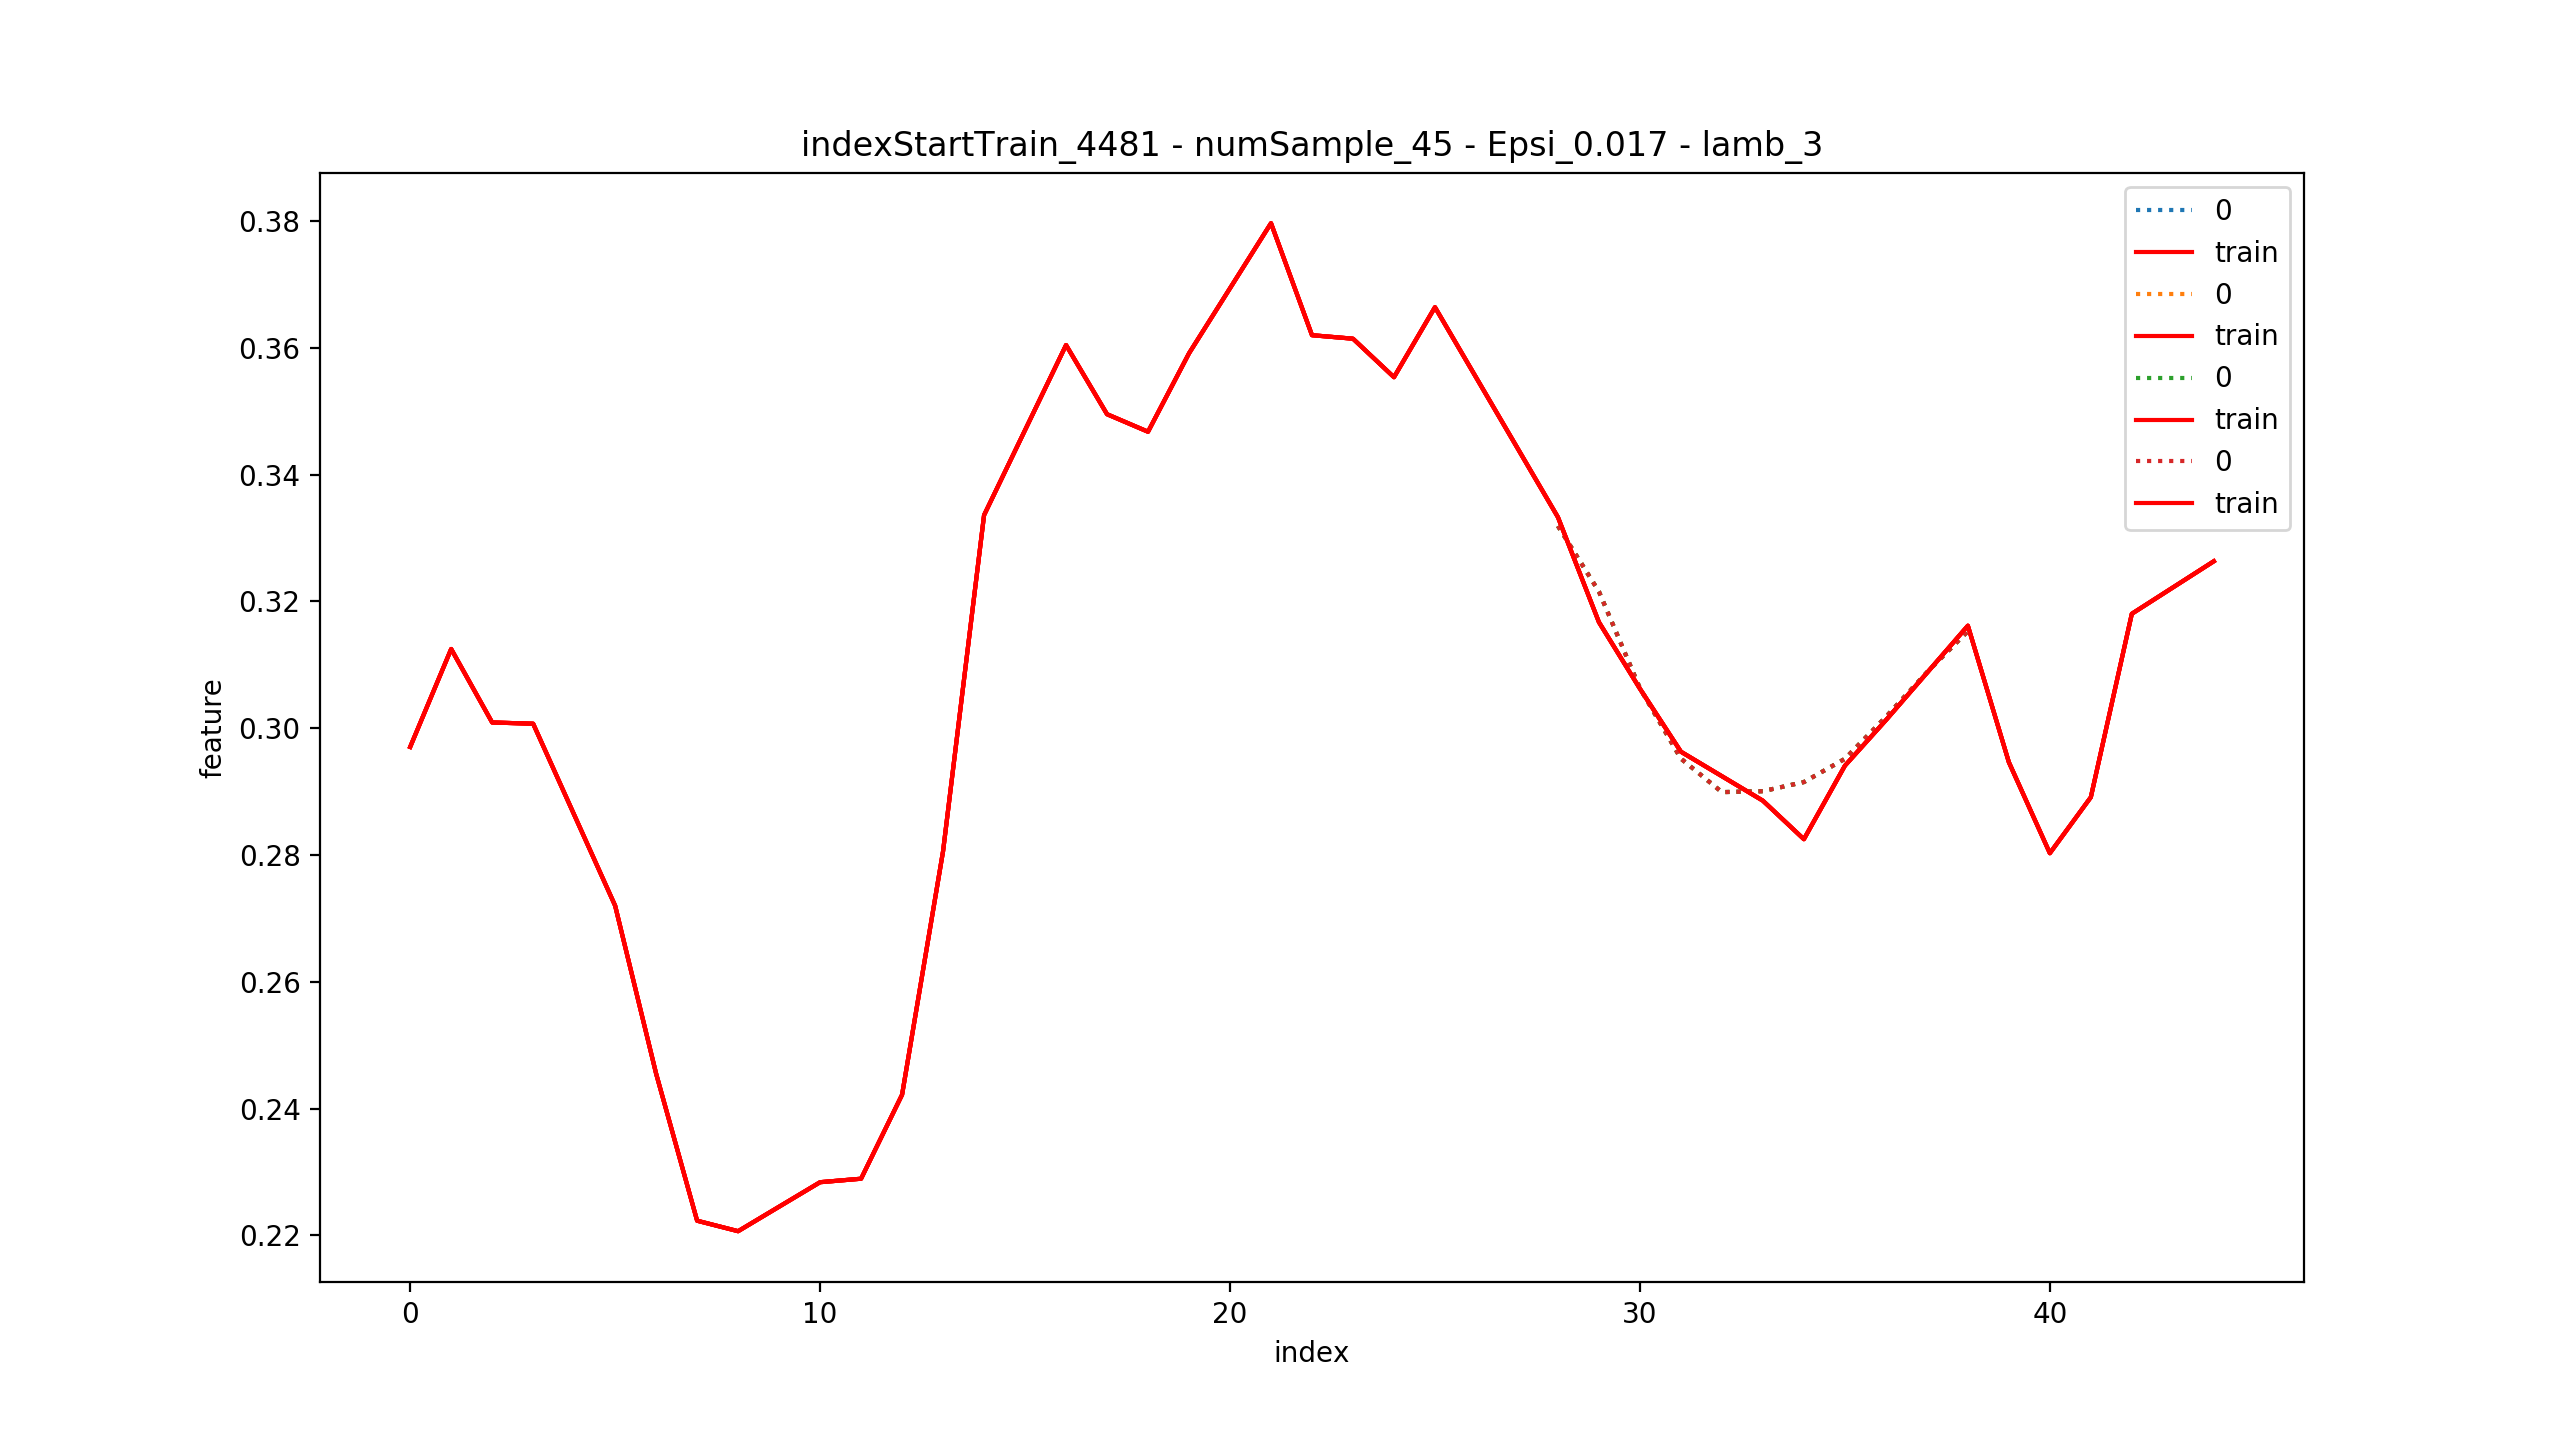 indexStartTrain_4481 - numSample_45 - Epsi_0.017 - lamb_3
0
train
0
train
0
train
0
train
0.38
0.36
0.34
0.32
0.30
0.28
0.26
0.24
0.22
feature
0 10 20 30 40
index